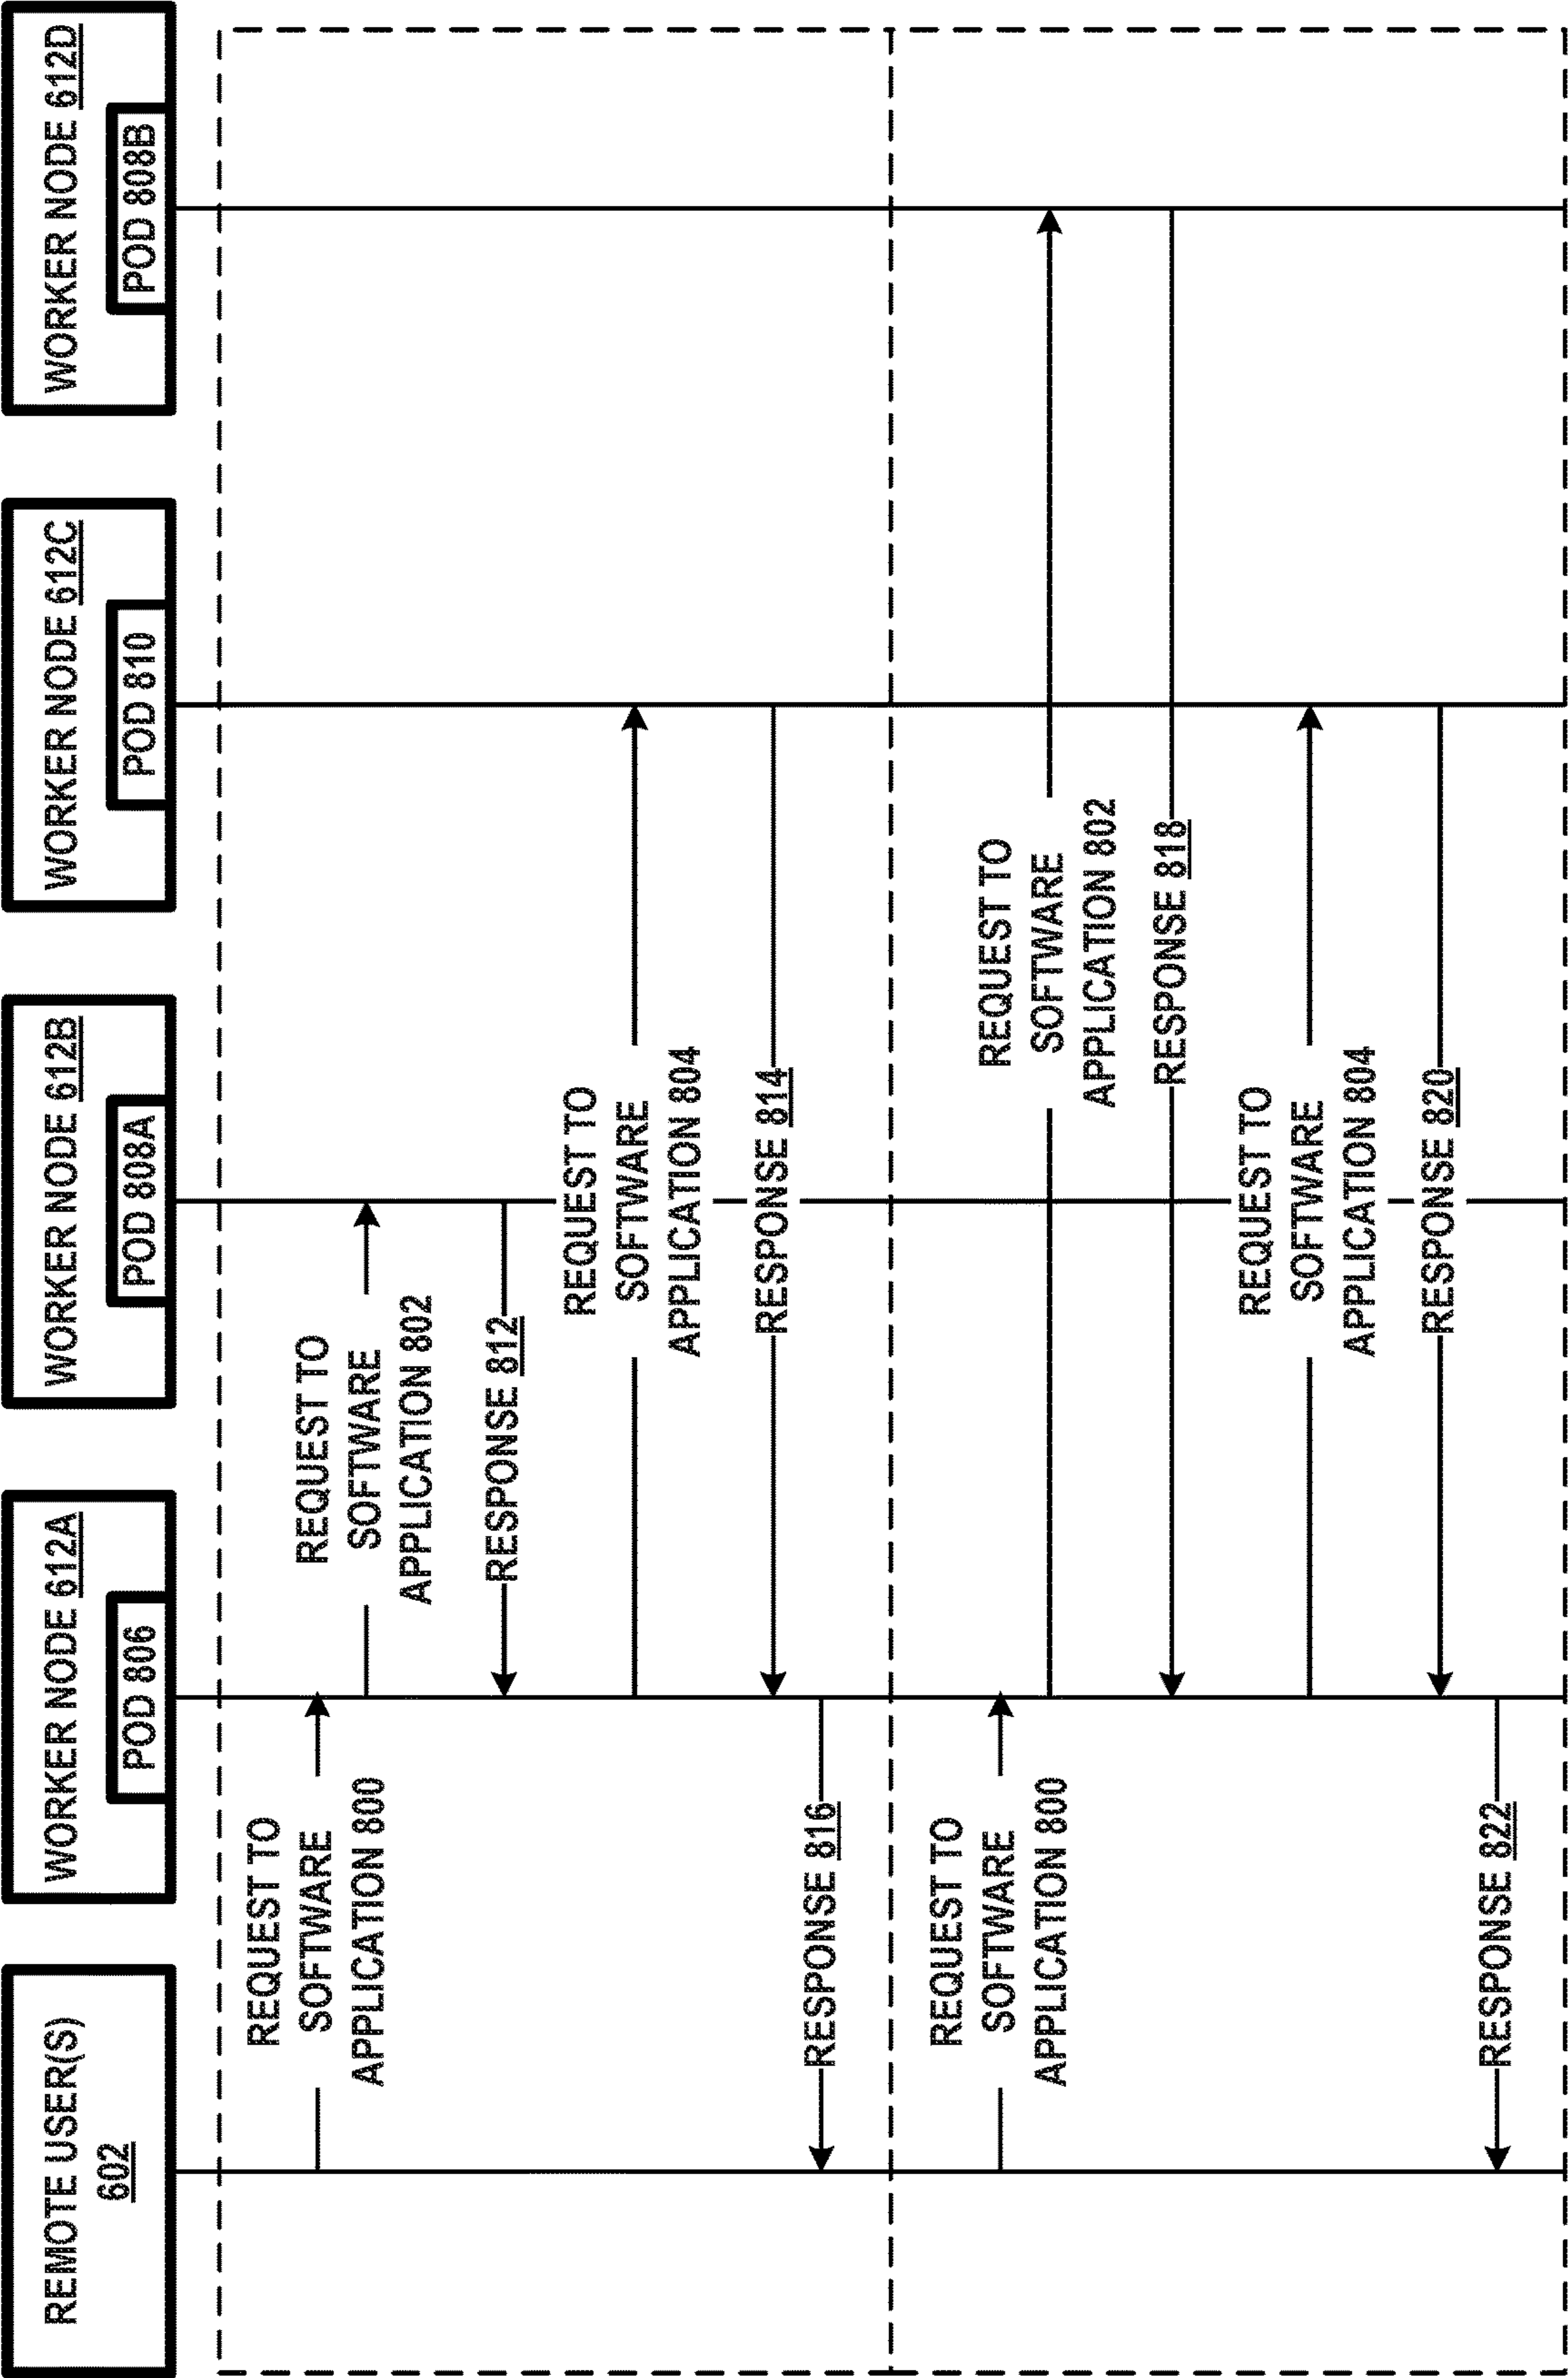 REMOTE USER(S)
602
WORKER NODE 612A
POD 806
WORKER NODE 612B
POD 808A
WORKER NODE 612C
POD 810
WORKER NODE 612D
POD 808B
REQUEST TO
SOFTWARE
APPLICATION 800
REQUEST TO
SOFTWARE
APPLICATION 802
RESPONSE 812
REQUEST TO
SOFTWARE
APPLICATION 804
RESPONSE 814
RESPONSE 816
REQUEST TO
SOFTWARE
APPLICATION 800
REQUEST TO
SOFTWARE
APPLICATION 802
RESPONSE 818
REQUEST TO
SOFTWARE
APPLICATION 804
RESPONSE 820
RESPONSE 822